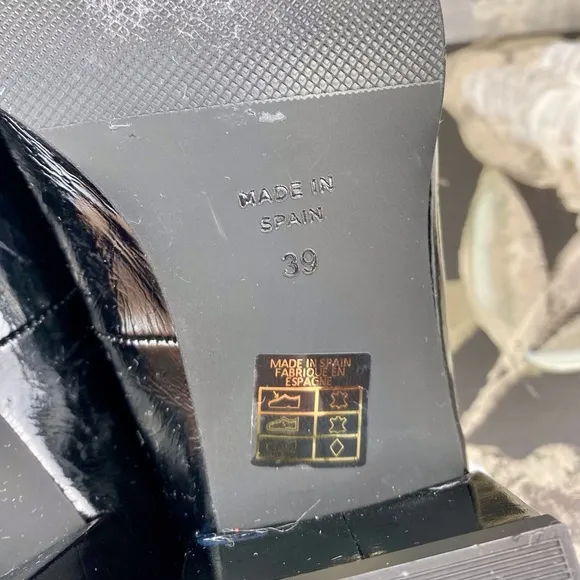 MADE IN
SPAIN
39
MADE IN SPAIN
FABRIQUE EN
ESPAGNE